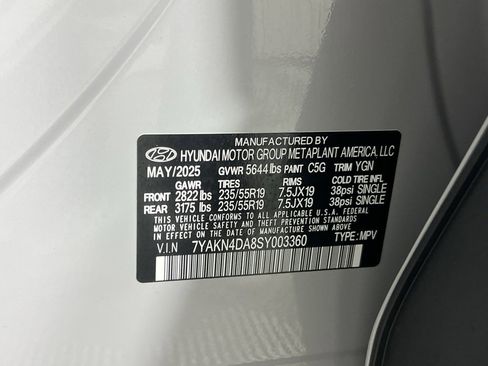 MANUFACTURED BY
HYUNDAI MOTOR GROUP METAPLANT AMERICA, LLC
MAY/2025 GVWR 5644 lbs PAINT C5G TRIM YGN
GAWR TIRES RIMS COLD TIRE INFL
FRONT 2822 lbs 235/55R19 7.5JX19 38psi SINGLE
REAR 3175 lbs 235/55R19 7.5JX19 38psi SINGLE
THIS VEHICLE CONFORMS TO ALL APPLICABLE U.S.A. FEDERAL
MOTOR VEHICLE SAFETY AND THEFT PREVENTION STANDARDS
IN EFFECT ON THE DATE OF MANUFACTURE SHOWN ABOVE.
V.I.N 7YAKN4DA8SY003360 TYPE: MPV